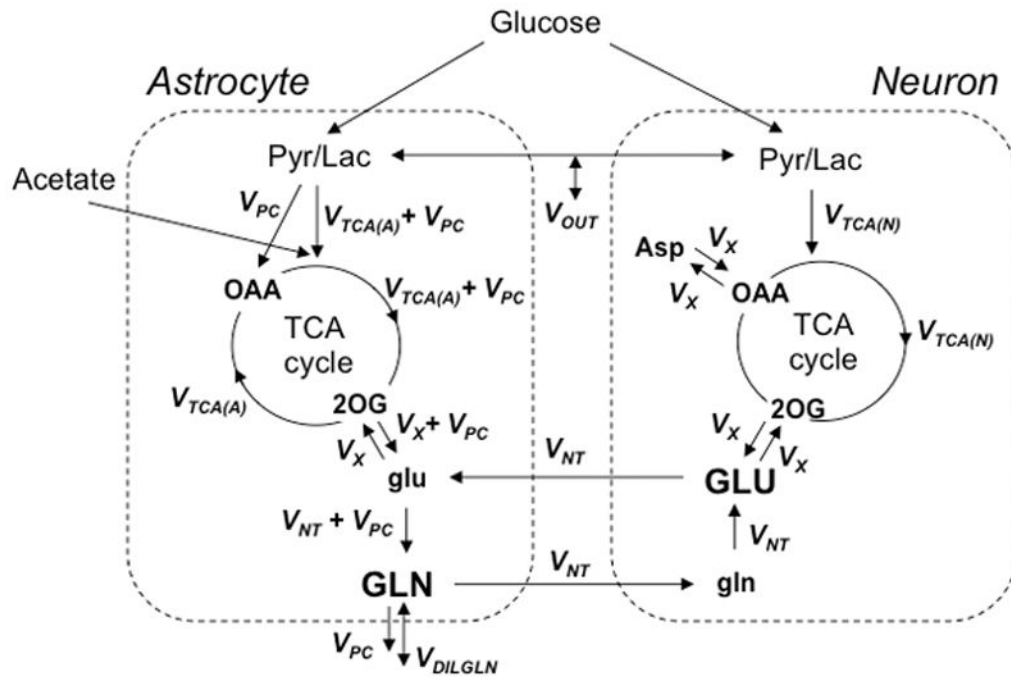 Glucose
Astrocyte
Neuron
Pyr/Lac
Pyr/Lac
Acetate
V_PC
V_TCA(A) + V_PC
V_OUT
V_TCA(N)
Asp
V_X
V_X
OAA
V_TCA(A) + V_PC
OAA
TCA
cycle
TCA
cycle
V_TCA(N)
V_TCA(A)
2OG
2OG
V_X + V_PC
V_X
V_X
V_X
V_NT
glu
GLU
V_NT + V_PC
V_NT
GLN
V_NT
gln
V_PC
V_DILGLN